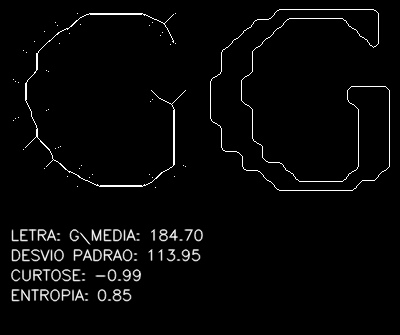 G G
LETRA: G\MEDIA: 184.70
DESVIO PADRAO: 113.95
CURTOSE: -0.99
ENTROPIA: 0.85